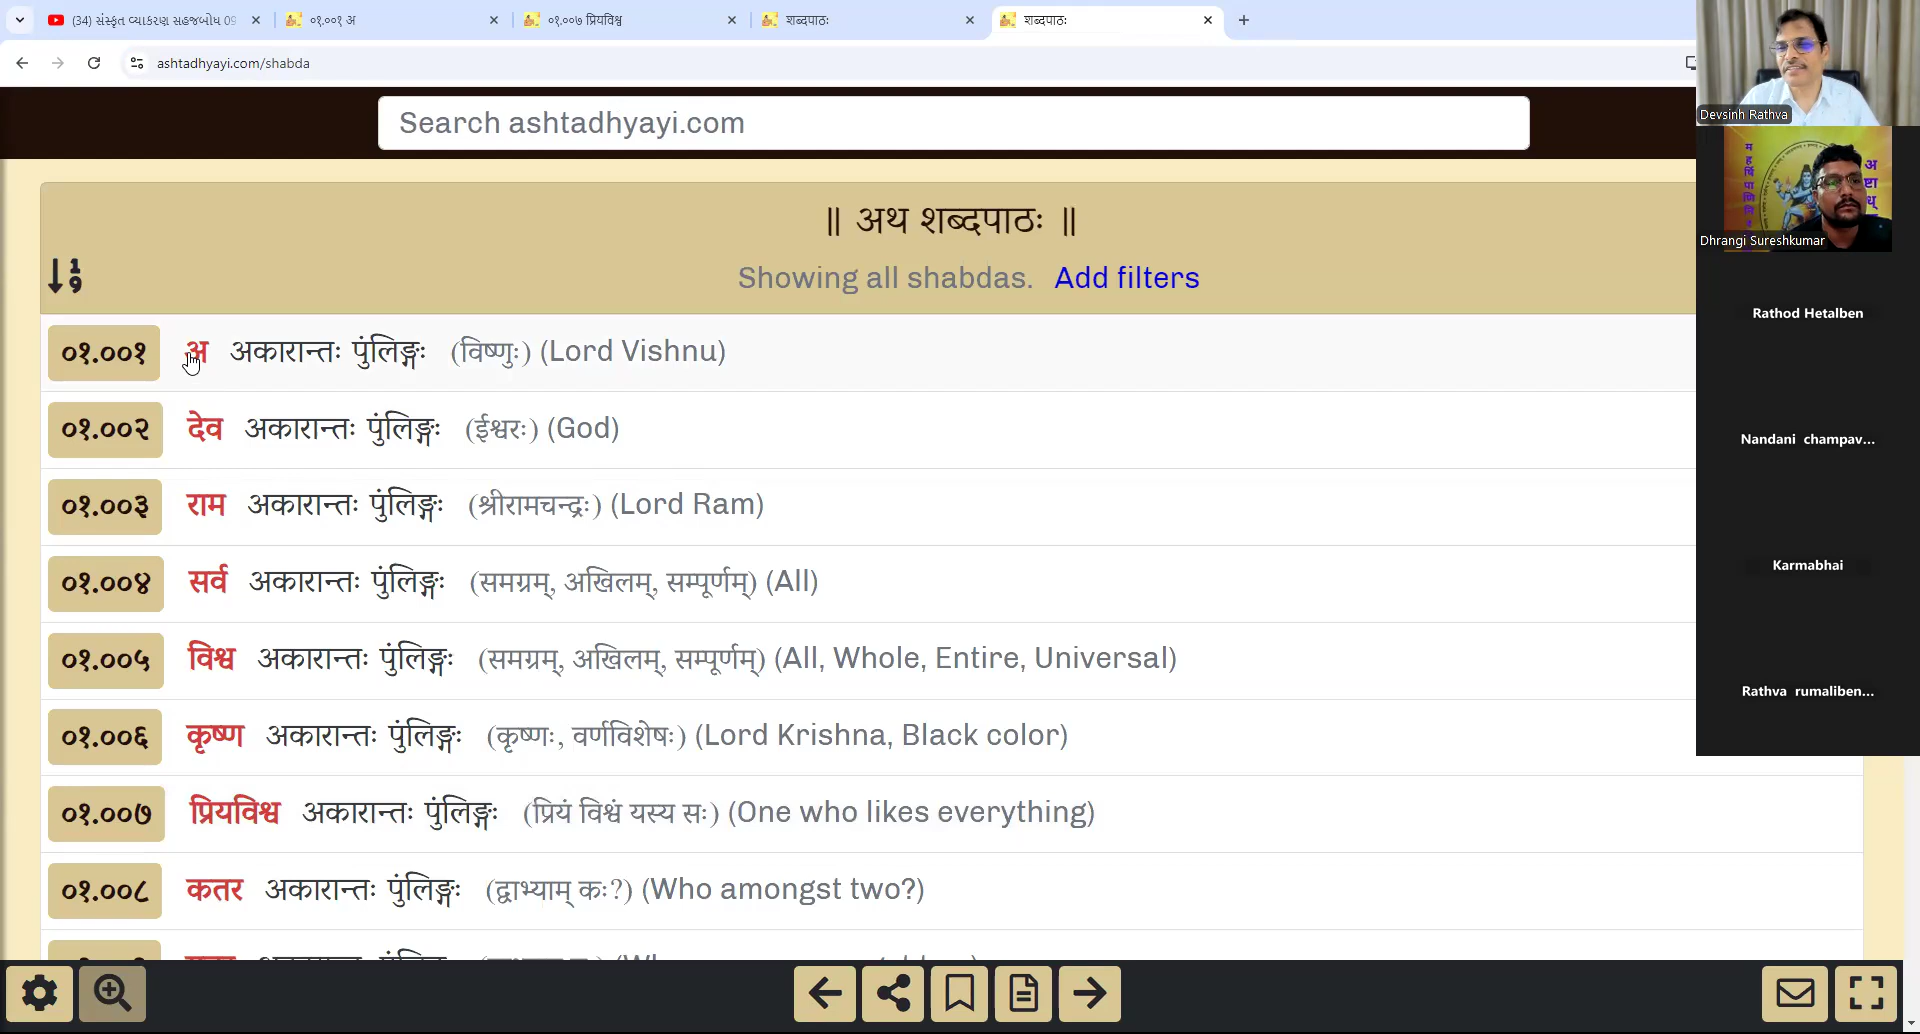 (34) સંસ્કૃત વ્યાકરણ સહજબોધ 09
०१.००१ अ
०१.००७ प्रियविश्व
शब्दपाठः
शब्दपाठः
ashtadhyayi.com/shabda
Search ashtadhyayi.com
॥ अथ शब्दपाठः ॥
Showing all shabdas. Add filters
०१.००१ अ अकारान्तः पुंलिङ्गः (विष्णुः) (Lord Vishnu)
०१.००२ देव अकारान्तः पुंलिङ्गः (ईश्वरः) (God)
०१.००३ राम अकारान्तः पुंलिङ्गः (श्रीरामचन्द्रः) (Lord Ram)
०१.००४ सर्व अकारान्तः पुंलिङ्गः (समग्रम्, अखिलम्, सम्पूर्णम्) (All)
०१.००५ विश्व अकारान्तः पुंलिङ्गः (समग्रम्, अखिलम्, सम्पूर्णम्) (All, Whole, Entire, Universal)
०१.००६ कृष्ण अकारान्तः पुंलिङ्गः (कृष्णः, वर्णविशेषः) (Lord Krishna, Black color)
०१.००७ प्रियविश्व अकारान्तः पुंलिङ्गः (प्रियं विश्वं यस्य सः) (One who likes everything)
०१.००८ कतर अकारान्तः पुंलिङ्गः (द्वाभ्याम् कः?) (Who amongst two?)
Devsinh Rathva
Dhrangi Sureshkumar
Rathod Hetalben
Nandani champav...
Karmabhai
Rathva rumaliben...